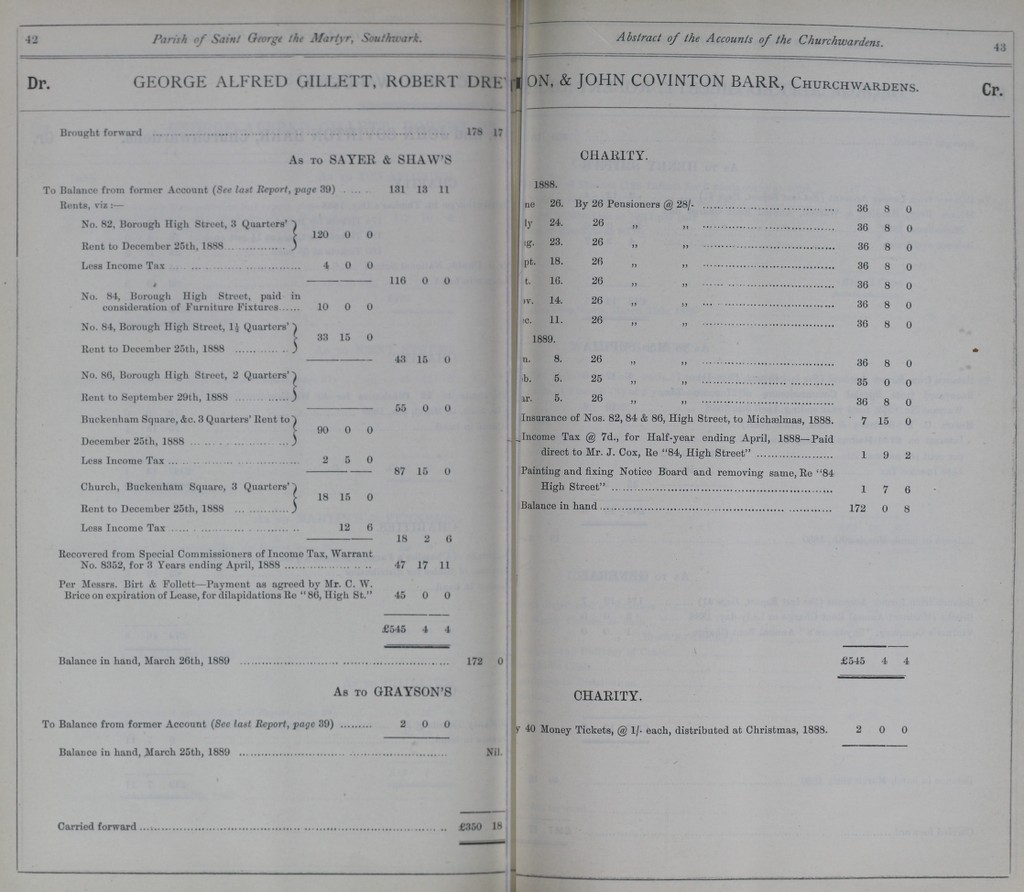 42
Parish of Saint George the Martyr, Southwark.
Dr. GEORGE ALFRED GILLETT, ROBERT DRE
Brought forward ... 178 17
As to SAYER & SHAW'S
To Balance from former Account (See last Report, page 39) ..... 131 13 11
Rents, viz:—
No. 82, Borough High Street, 3 Quarters' }
120 0 0
Rent to December 25th, 1888 ...
Less Income Tax ... 4 0 0
116 0 0
No. 84, Borough High Street, paid in
consideration of Furniture Fixtures...... 10 0 0
No. 84, Borough High Street, 1½ Quarters' }
33 15 0
Rent to December 25th, 1888 ...
43 15 0
No. 86, Borough High Street, 2 Quarters' }
Rent to September 29th, 1888 ...
55 0 0
Buckenham Square, &c. 3 Quarters' Rent to }
90 0 0
December 25th, 1888 ...
Less Income Tax ... 2 5 0
87 15 0
Church, Buckenham Square, 3 Quarters' }
18 15 0
Rent to December 25th, 1888 ...
Less Income Tax ... 12 6
18 2 6
Recovered from Special Commissioners of Income Tax, Warrant
No. 8352, for 3 Years ending April, 1888 ... 47 17 11
Per Messrs. Birt & Follett—Payment as agreed by Mr. C. W.
Brice on expiration of Lease, for dilapidations Re "86, High St." 45 0 0
£545 4 4
Balance in hand, March 26th, 1889 ... 172 0
As to GRAYSON'S
To Balance from former Account (See last Report, page 39) ......... 2 0 0
Balance in hand, March 25th, 1889 ... Nil.
Carried forward ... £350 18
Abstract of the Accounts of the Churchwardens.
43
ON, & JOHN COVINTON BARR, Churchwardens. Cr.
CHARITY.
1888.
ne 26. By 26 Pensioners @ 28/- ... 36 8 0
ly 24. 26 ,, ,, ... 36 8 0
g. 23. 26 ,, ,, ... 36 8 0
pt. 18. 26 ,, ,, ... 36 8 0
t. 16. 26 ,, ,, ... 36 8 0
v. 14. 26 ,, ,, ... 36 8 0
c. 11. 26 ,, ,, ... 36 8 0
1889.
n. 8. 26 ,, ,, ... 36 8 0
b. 5. 25 ,, ,, ... 35 0 0
ar. 5. 26 ,, ,, ... 36 8 0
Insurance of Nos. 82, 84 & 86, High Street, to Michælmas, 1888. 7 15 0
Income Tax @ 7d., for Half-year ending April, 1888—Paid
direct to Mr. J. Cox, Re "84, High Street" ... 1 9 2
Painting and fixing Notice Board and removing same, Re "84
High Street" ... 1 7 6
Balance in hand ... 172 0 8
£545 4 4
CHARITY.
y 40 Money Tickets, @ 1/- each, distributed at Christmas, 1888. 2 0 0